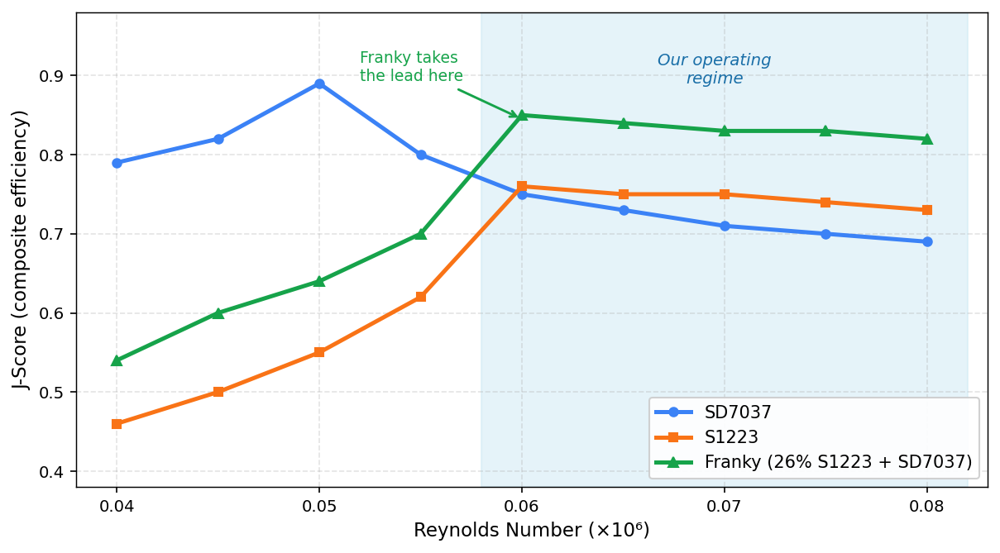 Franky takes
the lead here
Our operating
regime
J-Score (composite efficiency)
0.9
0.8
0.7
0.6
0.5
0.4
SD7037
S1223
Franky (26% S1223 + SD7037)
0.04
0.05
0.06
0.07
0.08
Reynolds Number (×10⁶)